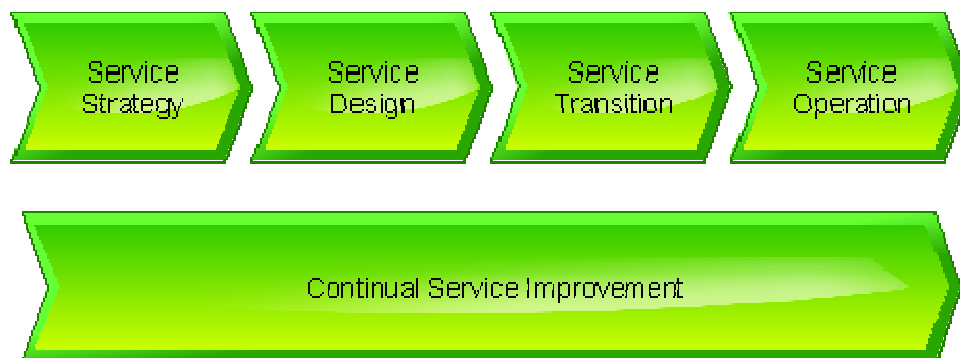 Service
Strategy
Service
Design
Service
Transition
Service
Operation
Continual Service Improvement